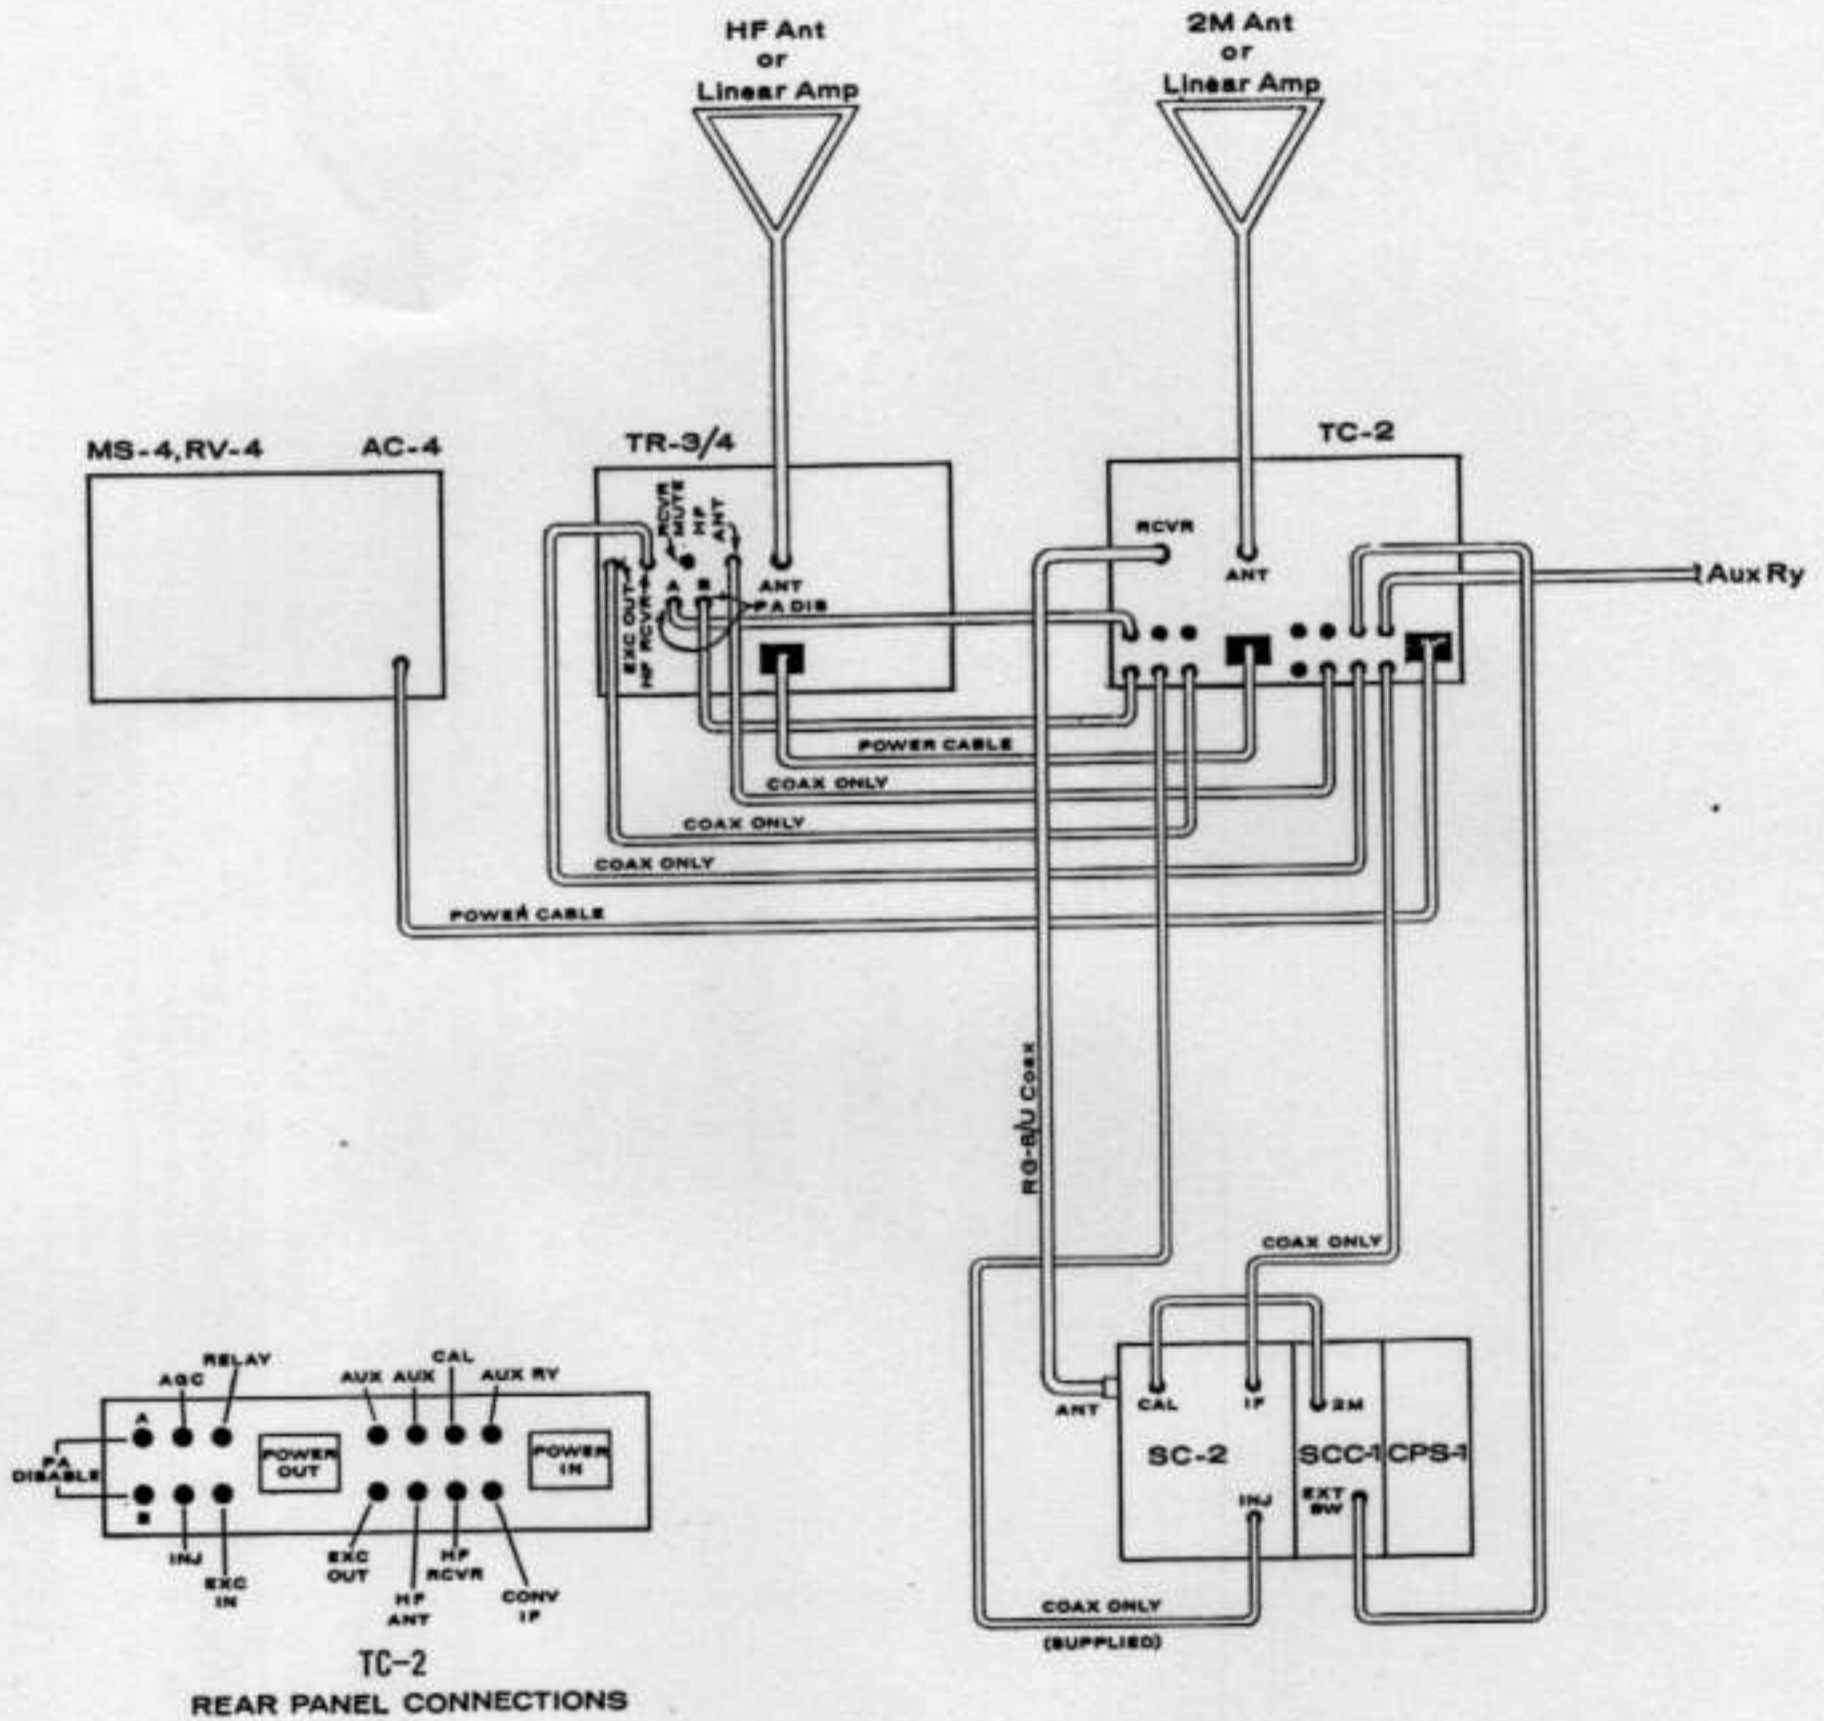 HF Ant
or
Linear Amp
2M Ant
or
Linear Amp
MS-4,RV-4
AC-4
TR-3/4
TC-2
RCVR
MUTE
HF
ANT
EXC OUT
HF RCVR
A
B
ANT
PA DIS
RCVR
ANT
Aux Ry
POWER CABLE
COAX ONLY
COAX ONLY
COAX ONLY
POWER CABLE
RG-8/U Coax
COAX ONLY
ANT
CAL
IF
2M
SC-2
SCC-1
CPS-1
INJ
EXT
SW
COAX ONLY
(SUPPLIED)
AGC
RELAY
AUX
AUX
CAL
AUX RY
PA
DISABLE
A
B
POWER
OUT
POWER
IN
INJ
EXC
IN
EXC
OUT
HF
ANT
HF
RCVR
CONV
IF
TC-2
REAR PANEL CONNECTIONS